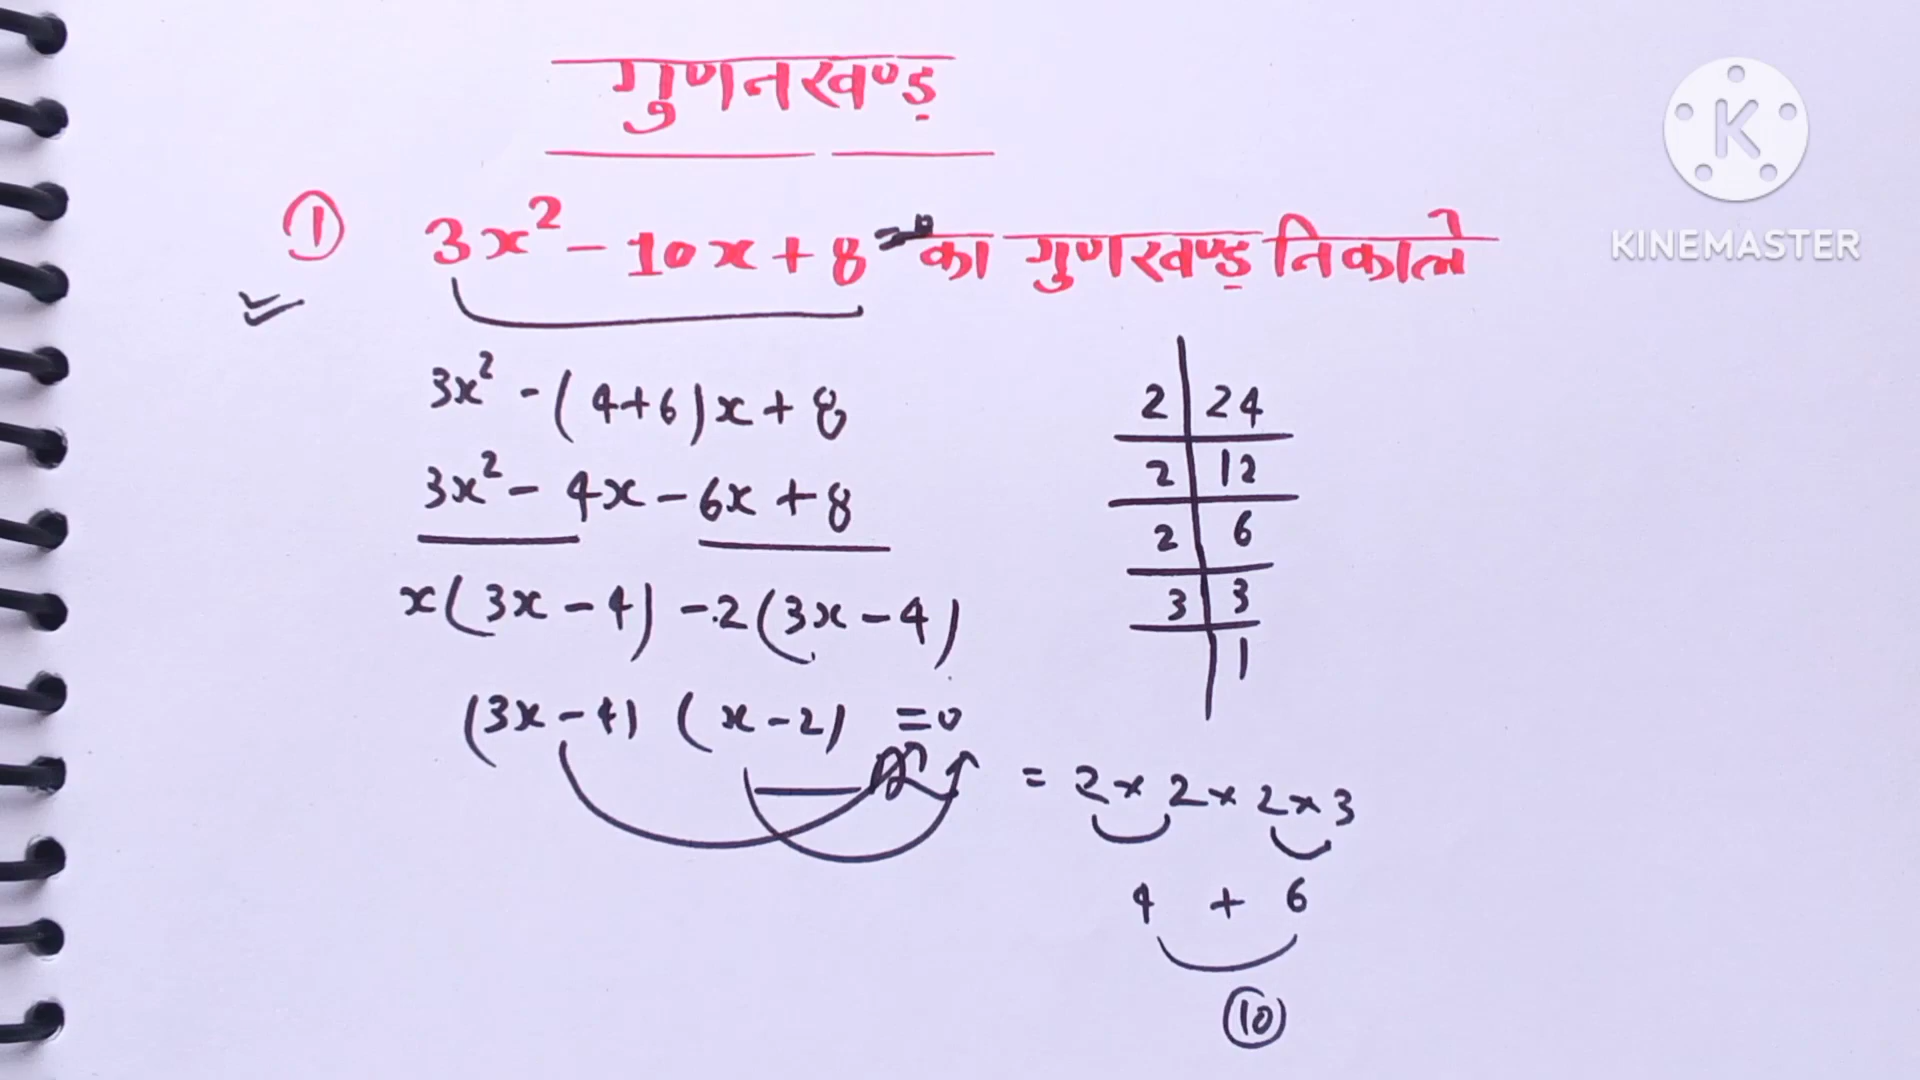 गुणनखण्ड़
① 3x² - 10x + 8 = 0 का गुणखण्ड़ निकाले
3x² - (4+6)x + 8
3x² - 4x - 6x + 8
x(3x - 4) - 2(3x - 4)
(3x - 4) (x - 2) = 0
2 | 24
2 | 12
2 | 6
3 | 3
| 1
= 2 × 2 × 2 × 3
4 + 6
10
K
KINEMASTER